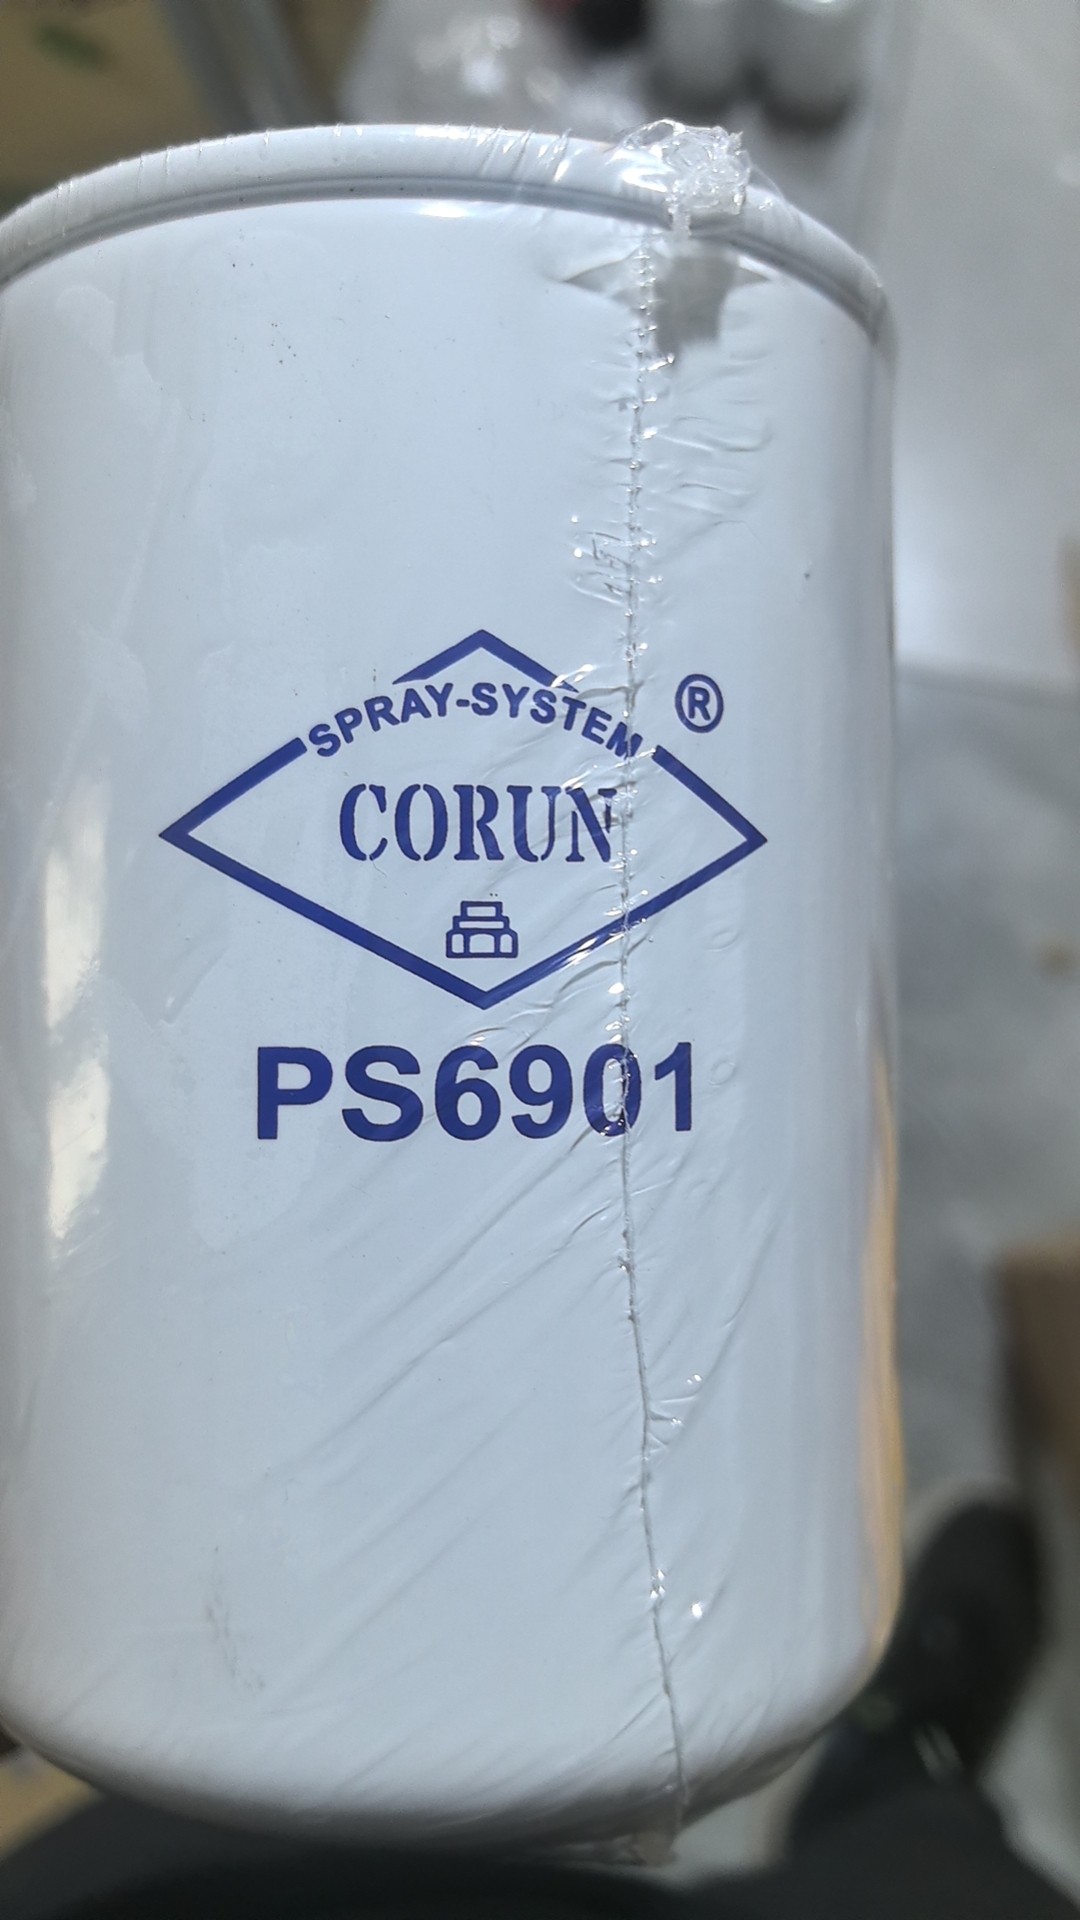 SPRAY-SYSTEM
®
CORUN
PS6901